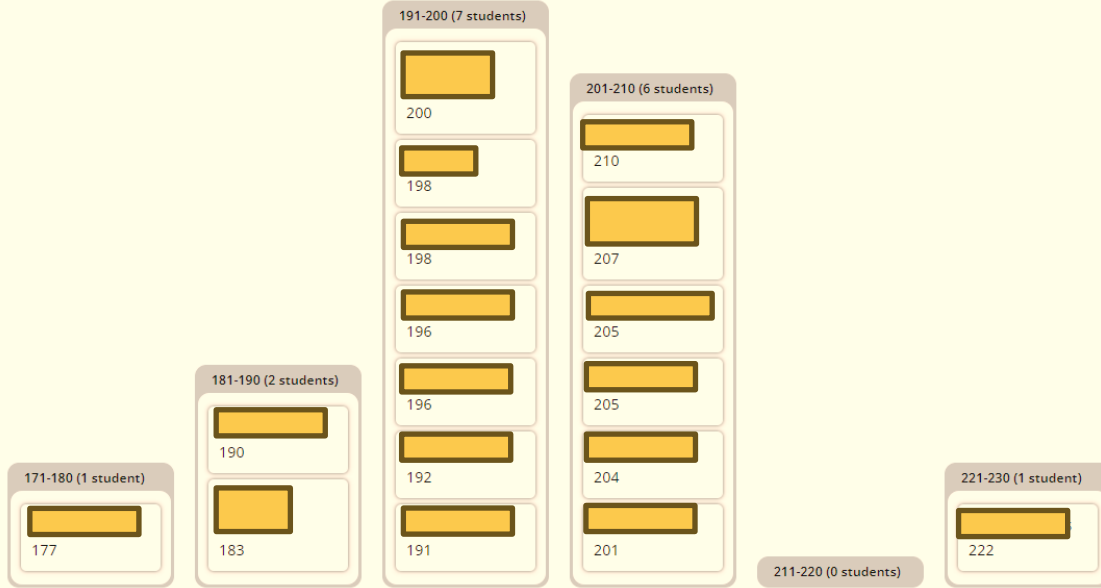 171-180 (1 student)
177
181-190 (2 students)
190
183
191-200 (7 students)
200
198
198
196
196
192
191
201-210 (6 students)
210
207
205
205
204
201
211-220 (0 students)
221-230 (1 student)
222